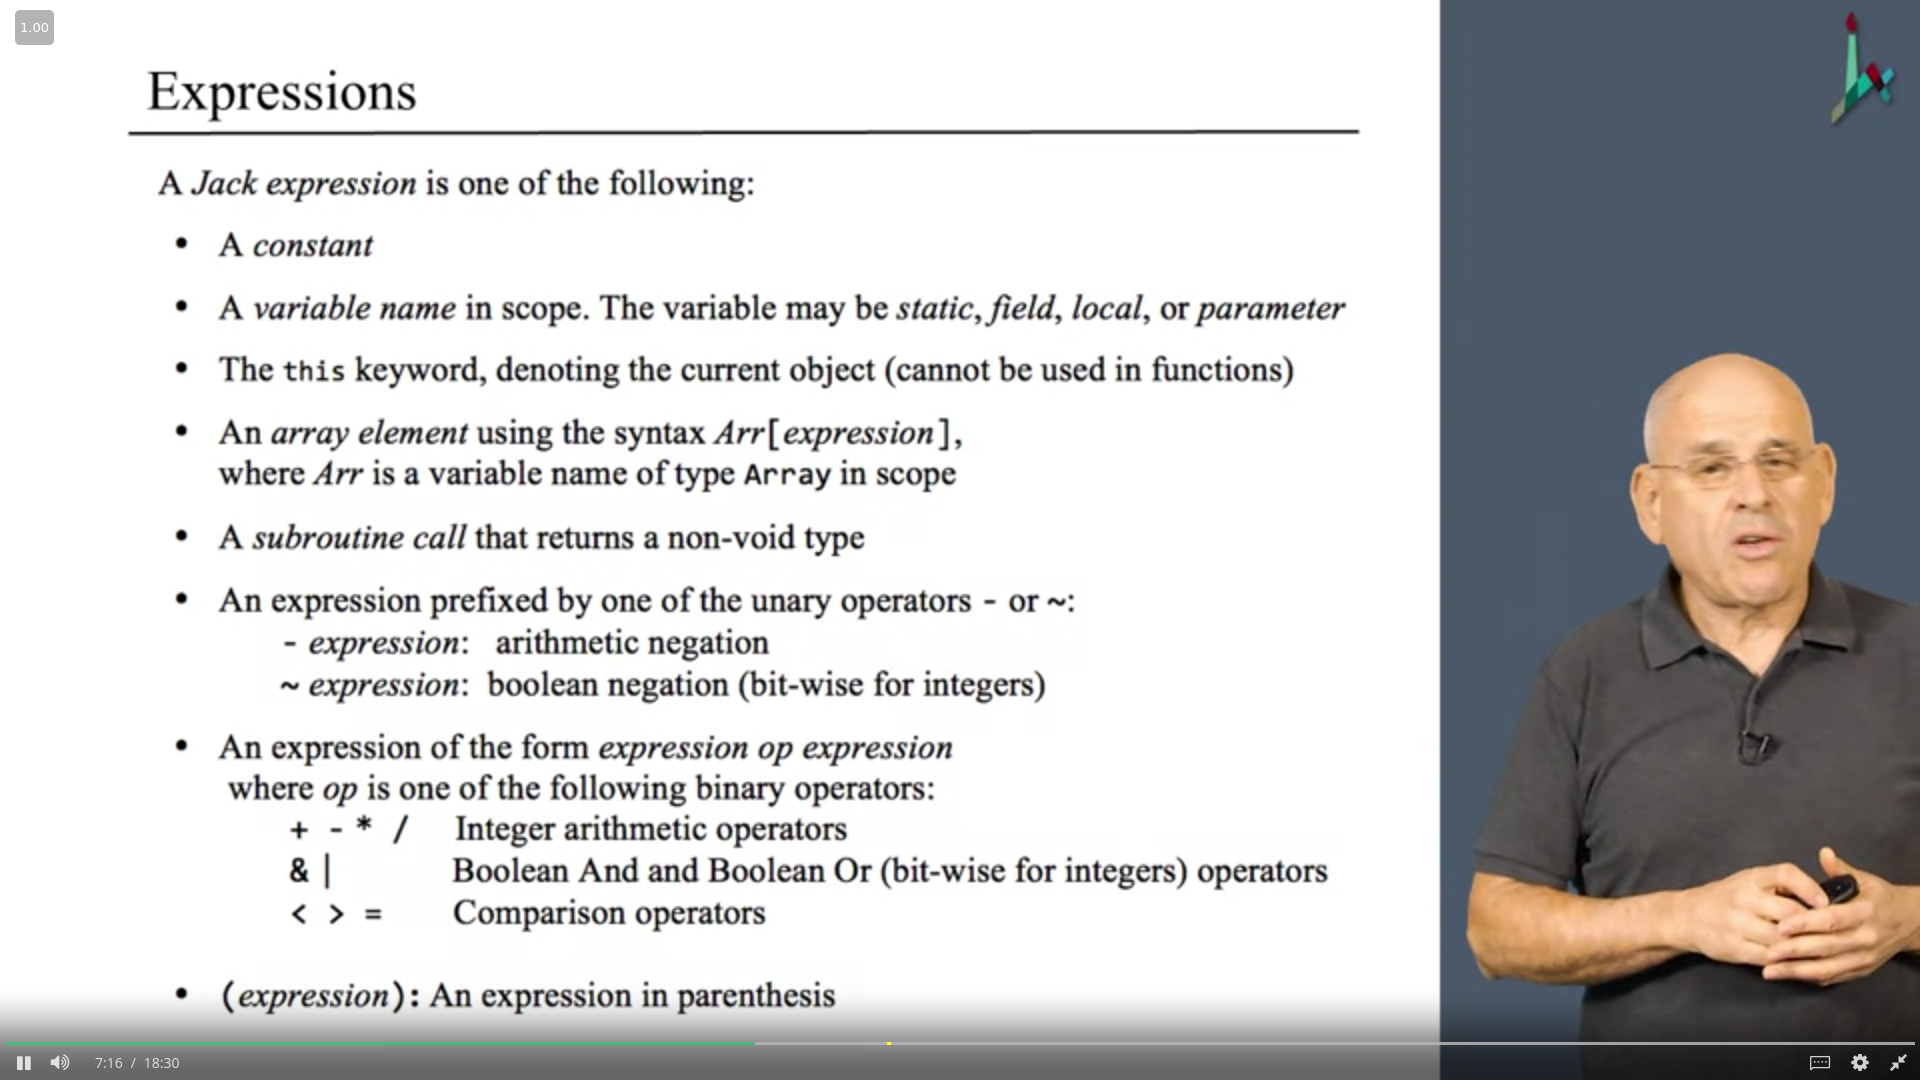 1.00
Expressions
A Jack expression is one of the following:
• A constant
• A variable name in scope. The variable may be static, field, local, or parameter
• The this keyword, denoting the current object (cannot be used in functions)
• An array element using the syntax Arr[expression],
where Arr is a variable name of type Array in scope
• A subroutine call that returns a non-void type
• An expression prefixed by one of the unary operators - or ~:
- expression: arithmetic negation
~ expression: boolean negation (bit-wise for integers)
• An expression of the form expression op expression
where op is one of the following binary operators:
+ - * / Integer arithmetic operators
& | Boolean And and Boolean Or (bit-wise for integers) operators
< > = Comparison operators
• (expression): An expression in parenthesis
7:16 / 18:30